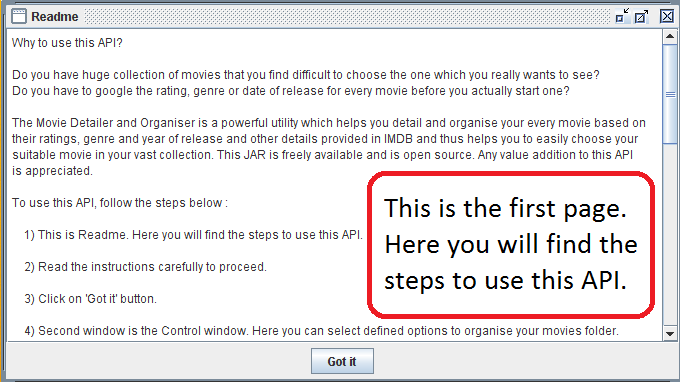 Readme
Why to use this API?
Do you have huge collection of movies that you find difficult to choose the one which you really wants to see?
Do you have to google the rating, genre or date of release for every movie before you actually start one?
The Movie Detailer and Organiser is a powerful utility which helps you detail and organise your every movie based on
their ratings, genre and year of release and other details provided in IMDB and thus helps you to easily choose your
suitable movie in your vast collection. This JAR is freely available and is open source. Any value addition to this API
is appreciated.
To use this API, follow the steps below :
1) This is Readme. Here you will find the steps to use this API.
2) Read the instructions carefully to proceed.
3) Click on 'Got it' button.
4) Second window is the Control window. Here you can select defined options to organise your movies folder.
This is the first page.
Here you will find the
steps to use this API.
Got it